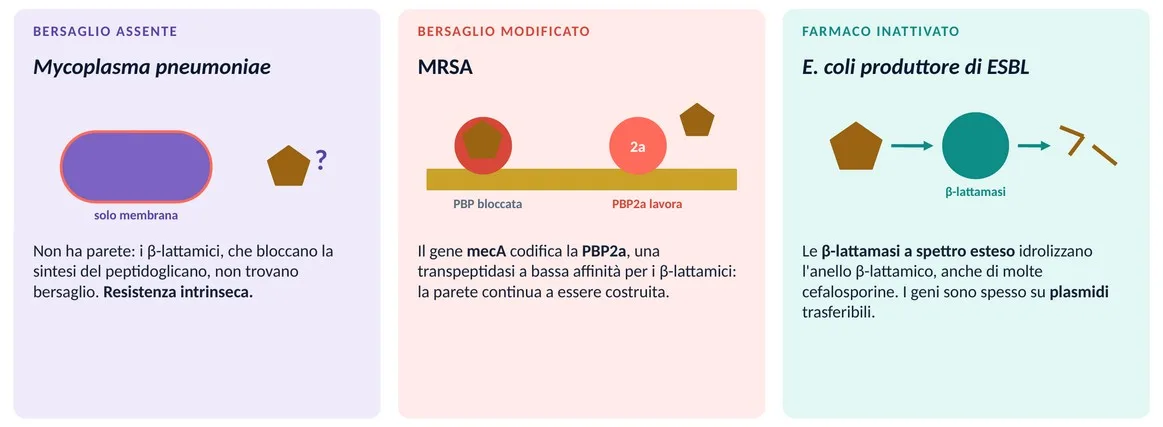 BERSAGLIO ASSENTE
Mycoplasma pneumoniae
?
solo membrana
Non ha parete: i β-lattamici, che bloccano la
sintesi del peptidoglicano, non trovano
bersaglio. Resistenza intrinseca.
BERSAGLIO MODIFICATO
MRSA
2a
PBP bloccata
PBP2a lavora
Il gene mecA codifica la PBP2a, una
transpeptidasi a bassa affinità per i β-lattamici:
la parete continua a essere costruita.
FARMACO INATTIVATO
E. coli produttore di ESBL
β-lattamasi
Le β-lattamasi a spettro esteso idrolizzano
l'anello β-lattamico, anche di molte
cefalosporine. I geni sono spesso su plasmidi
trasferibili.